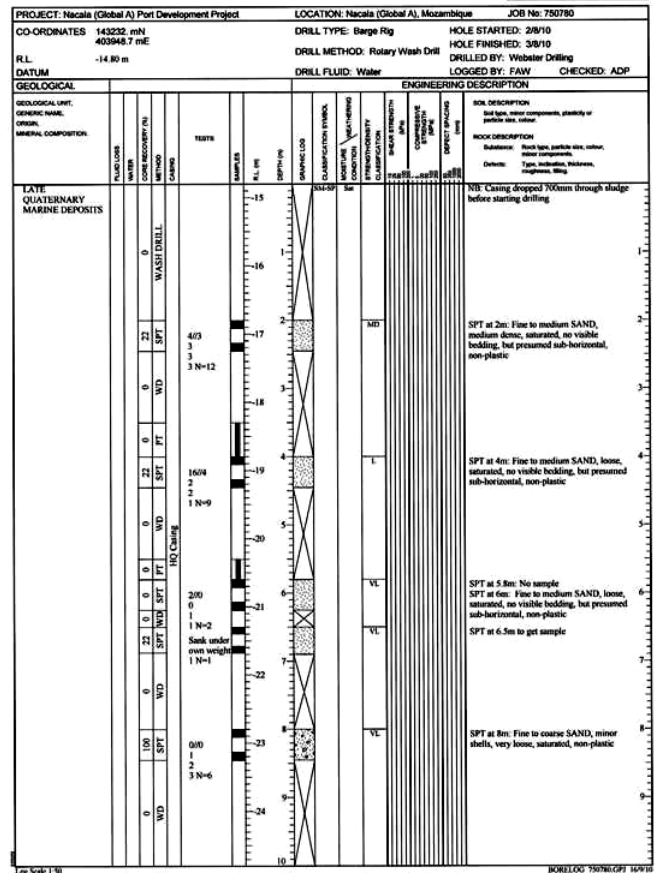 PROJECT: Nacala (Global A) Port Development Project LOCATION: Nacala (Global A), Mozambique JOB No: 750780
CO-ORDINATES 143232. mN
403948.7 mE
R.L. -14.80 m
DATUM
DRILL TYPE: Barge Rig
DRILL METHOD: Rotary Wash Drill
DRILL FLUID: Water
HOLE STARTED: 2/8/10
HOLE FINISHED: 3/8/10
DRILLED BY: Webster Drilling
LOGGED BY: FAW CHECKED: ADP
GEOLOGICAL ENGINEERING DESCRIPTION
GEOLOGICAL UNIT,
GENERIC NAME,
ORIGIN,
MINERAL COMPOSITION.
FLUID LOSS
WATER
CORE RECOVERY (%)
METHOD
CASING
TESTS
SAMPLES
R.L. (m)
DEPTH (m)
GRAPHIC LOG
CLASSIFICATION SYMBOL
MOISTURE WEATHERING
CONDITION
STRENGTH/DENSITY
CLASSIFICATION
SHEAR STRENGTH
(kPa)
COMPRESSIVE
STRENGTH
(MPa)
DEFECT SPACING
(mm)
SOIL DESCRIPTION
Soil type, minor components, plasticity or
particle size, colour.
ROCK DESCRIPTION
Substance: Rock type, particle size, colour,
minor components.
Defects: Type, inclination, thickness,
roughness, filling.
LATE
QUATERNARY
MARINE DEPOSITS
SM-SP Sat
NB: Casing dropped 700mm through sludge
before starting drilling
-15
0 WASH DRILL
1 1
-16
2 MD 2
SPT at 2m: Fine to medium SAND,
medium dense, saturated, no visible
bedding, but presumed sub-horizontal,
non-plastic
22 SPT
4//3
3
3
3 N=12
-17
0 WD
3 3
-18
0 PT
4 L 4
SPT at 4m: Fine to medium SAND, loose,
saturated, no visible bedding, but presumed
sub-horizontal, non-plastic
22 SPT
16//4
2
2
1 N=9
-19
0 WD
HQ Casing
5 5
-20
0 PT
VL
SPT at 5.8m: No sample
SPT at 6m: Fine to medium SAND, loose,
saturated, no visible bedding, but presumed
sub-horizontal, non-plastic
0 SPT
2//0
0
1
1 N=2
6 6
-21
0 WD
VL
SPT at 6.5m to get sample
22 SPT
Sank under
own weight
1 N=1
7 7
-22
0 WD
8 VL 8
SPT at 8m: Fine to coarse SAND, minor
shells, very loose, saturated, non-plastic
100 SPT
0//0
1
2
3 N=6
-23
0 WD
9 9
-24
10
Log Scale 1:50 BORELOG 750780.GPJ 16/9/10